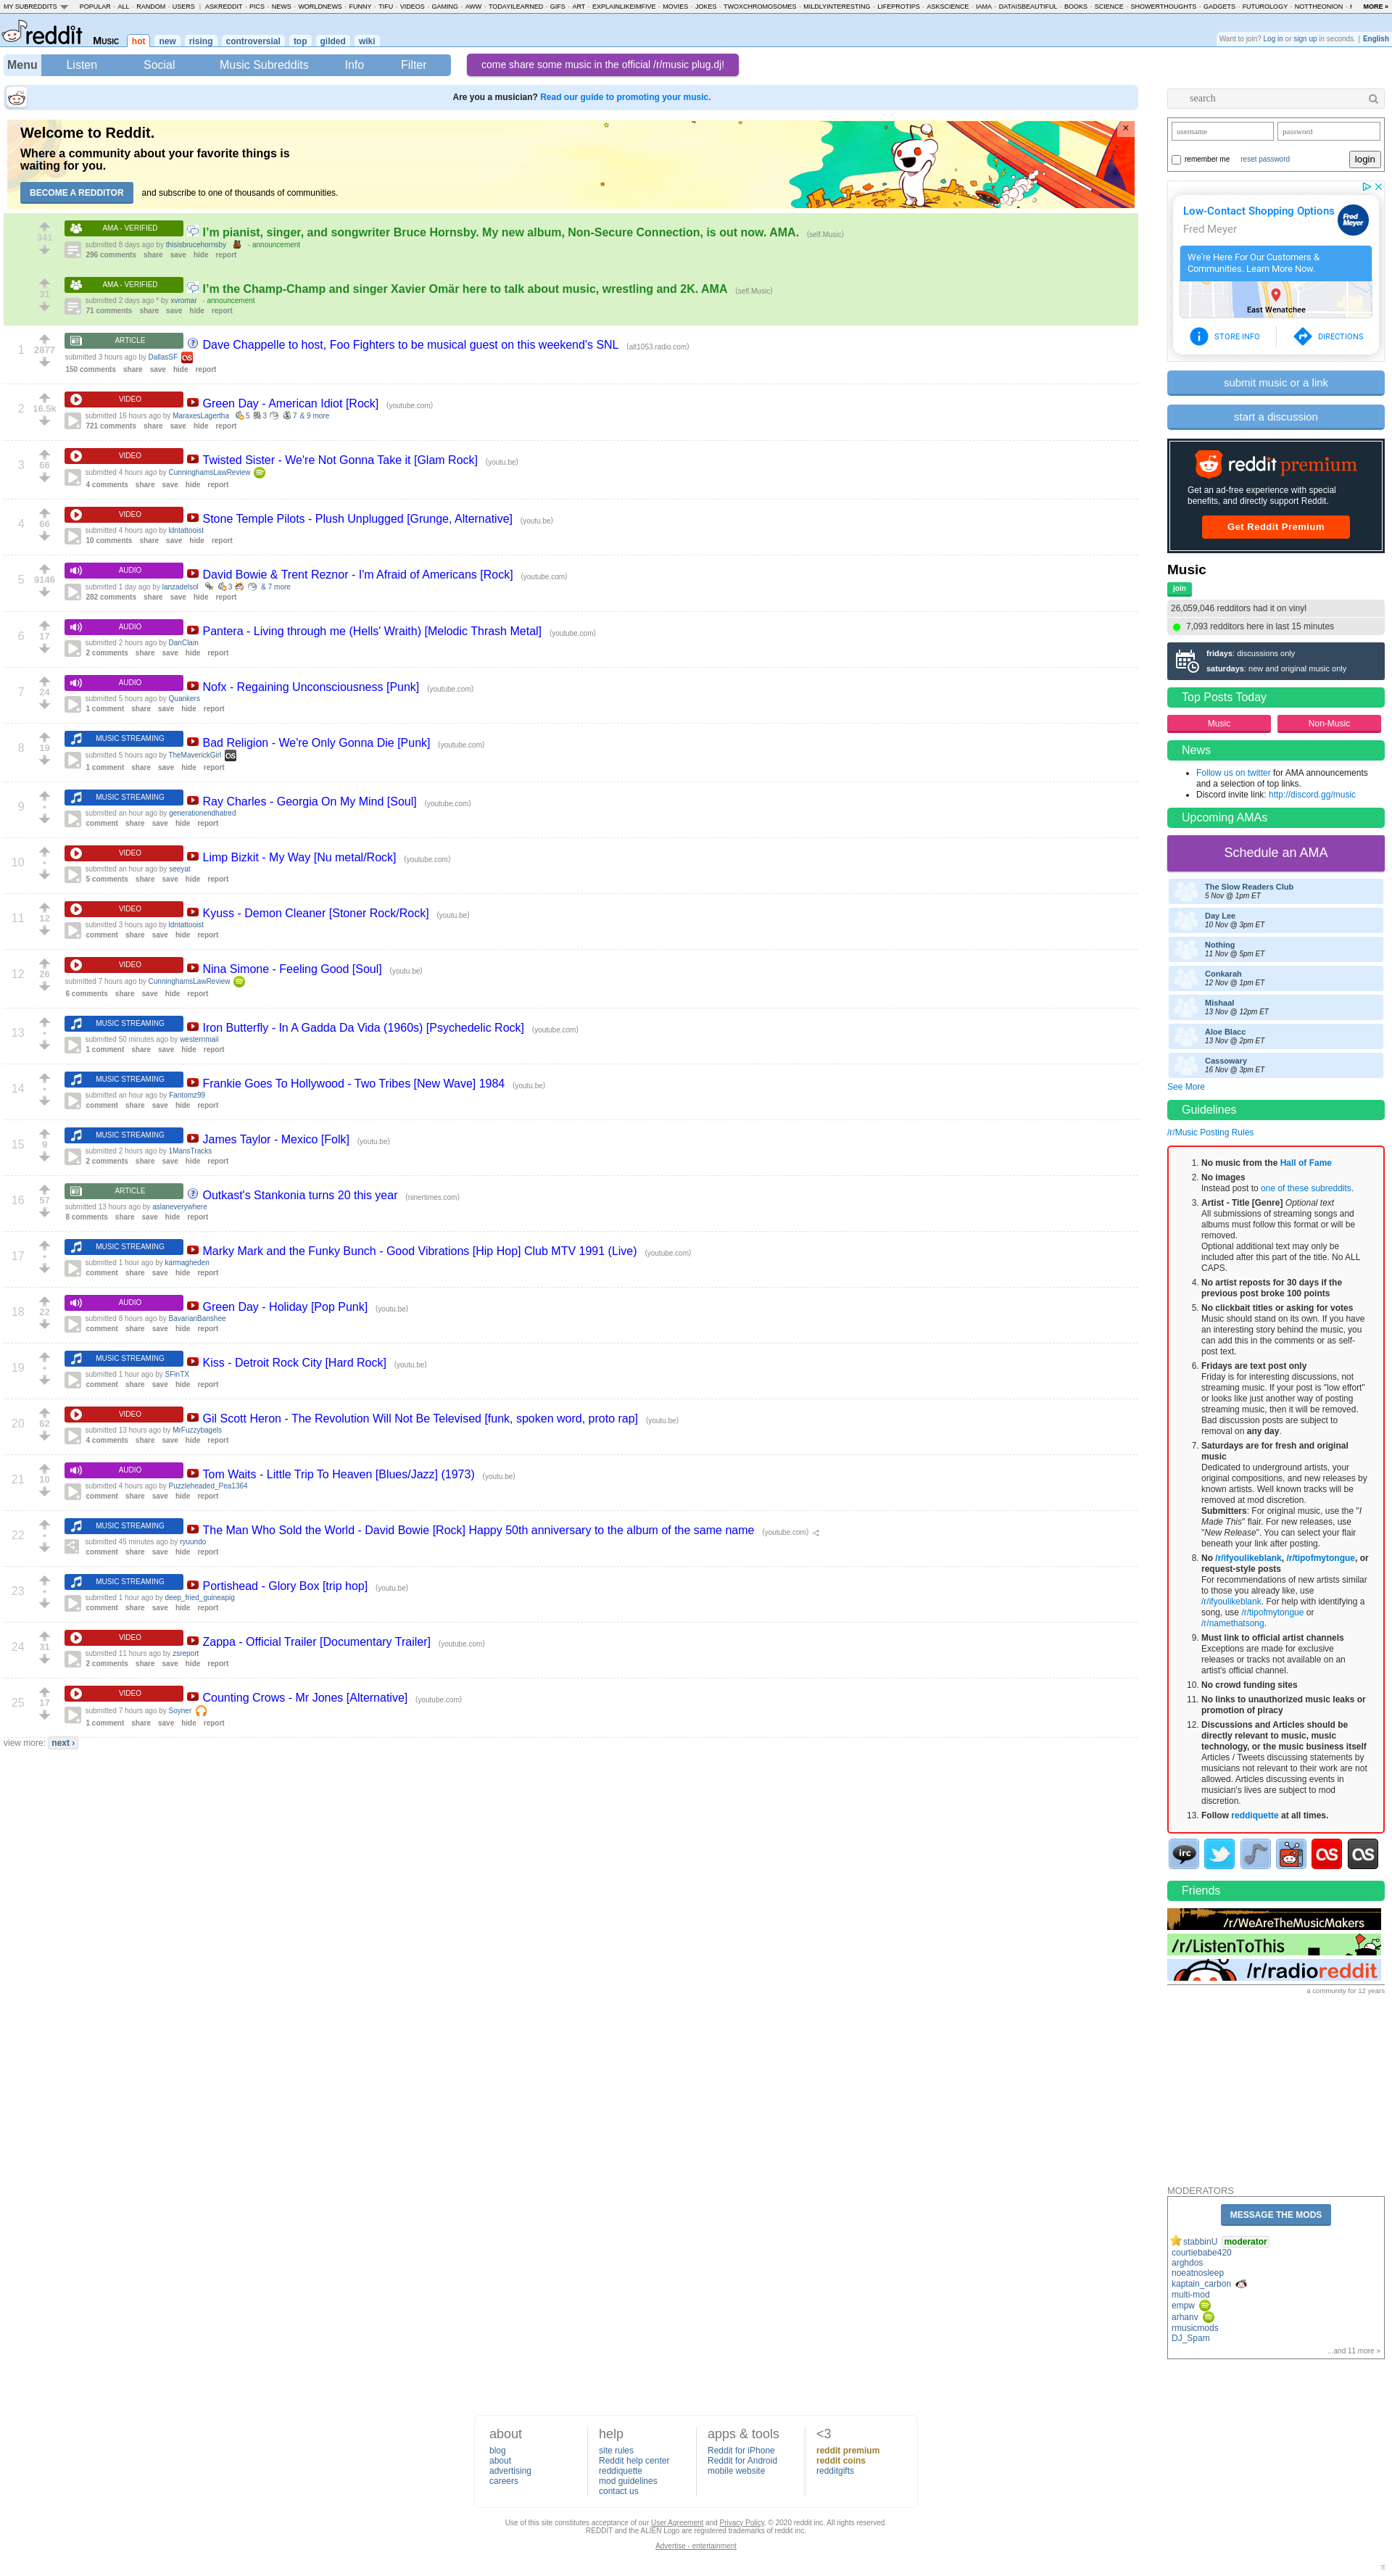 MY SUBREDDITS POPULAR - ALL - RANDOM - USERS | ASKREDDIT - PICS - NEWS - WORLDNEWS - FUNNY - TIFU - VIDEOS - GAMING - AWW - TODAYILEARNED - GIFS - ART - EXPLAINLIKEIMFIVE - MOVIES - JOKES - TWOXCHROMOSOMES - MILDLYINTERESTING - LIFEPROTIPS - ASKSCIENCE - IAMA - DATAISBEAUTIFUL - BOOKS - SCIENCE - SHOWERTHOUGHTS - GADGETS - FUTUROLOGY - NOTTHEONION - MORE »
reddit MUSIC hot new rising controversial top gilded wiki
Want to join? Log in or sign up in seconds. | English
Menu Listen Social Music Subreddits Info Filter
come share some music in the official /r/music plug.dj!
Are you a musician? Read our guide to promoting your music.
Welcome to Reddit.
Where a community about your favorite things is
waiting for you.
BECOME A REDDITOR and subscribe to one of thousands of communities.
×
341
AMA - VERIFIED
I'm pianist, singer, and songwriter Bruce Hornsby. My new album, Non-Secure Connection, is out now. AMA. (self.Music)
submitted 8 days ago by thisisbrucehornsby - announcement
296 comments share save hide report
31
AMA - VERIFIED
I'm the Champ-Champ and singer Xavier Omär here to talk about music, wrestling and 2K. AMA (self.Music)
submitted 2 days ago * by xvromar - announcement
71 comments share save hide report
1 2877
ARTICLE
Dave Chappelle to host, Foo Fighters to be musical guest on this weekend's SNL (alt1053.radio.com)
submitted 3 hours ago by DallasSF
150 comments share save hide report
2 16.5k
VIDEO
Green Day - American Idiot [Rock] (youtube.com)
submitted 16 hours ago by MaraxesLagertha 5 3 7 & 9 more
721 comments share save hide report
3 66
VIDEO
Twisted Sister - We're Not Gonna Take it [Glam Rock] (youtu.be)
submitted 4 hours ago by CunninghamsLawReview
4 comments share save hide report
4 66
VIDEO
Stone Temple Pilots - Plush Unplugged [Grunge, Alternative] (youtu.be)
submitted 4 hours ago by ldntattooist
10 comments share save hide report
5 9146
AUDIO
David Bowie & Trent Reznor - I'm Afraid of Americans [Rock] (youtube.com)
submitted 1 day ago by lanzadelsol 3 & 7 more
282 comments share save hide report
6 17
AUDIO
Pantera - Living through me (Hells' Wraith) [Melodic Thrash Metal] (youtube.com)
submitted 2 hours ago by DanClain
2 comments share save hide report
7 24
AUDIO
Nofx - Regaining Unconsciousness [Punk] (youtube.com)
submitted 5 hours ago by Quankers
1 comment share save hide report
8 19
MUSIC STREAMING
Bad Religion - We're Only Gonna Die [Punk] (youtube.com)
submitted 5 hours ago by TheMaverickGirl
1 comment share save hide report
9 •
MUSIC STREAMING
Ray Charles - Georgia On My Mind [Soul] (youtube.com)
submitted an hour ago by generationendhatred
comment share save hide report
10 •
VIDEO
Limp Bizkit - My Way [Nu metal/Rock] (youtube.com)
submitted an hour ago by seeyat
5 comments share save hide report
11 12
VIDEO
Kyuss - Demon Cleaner [Stoner Rock/Rock] (youtu.be)
submitted 3 hours ago by ldntattooist
comment share save hide report
12 26
VIDEO
Nina Simone - Feeling Good [Soul] (youtu.be)
submitted 7 hours ago by CunninghamsLawReview
6 comments share save hide report
13 •
MUSIC STREAMING
Iron Butterfly - In A Gadda Da Vida (1960s) [Psychedelic Rock] (youtube.com)
submitted 50 minutes ago by westernmail
1 comment share save hide report
14 •
MUSIC STREAMING
Frankie Goes To Hollywood - Two Tribes [New Wave] 1984 (youtu.be)
submitted an hour ago by Fantomz99
comment share save hide report
15 9
MUSIC STREAMING
James Taylor - Mexico [Folk] (youtu.be)
submitted 2 hours ago by 1MansTracks
2 comments share save hide report
16 57
ARTICLE
Outkast's Stankonia turns 20 this year (ninertimes.com)
submitted 13 hours ago by aslaneverywhere
8 comments share save hide report
17 •
MUSIC STREAMING
Marky Mark and the Funky Bunch - Good Vibrations [Hip Hop] Club MTV 1991 (Live) (youtube.com)
submitted 1 hour ago by karmagheden
comment share save hide report
18 22
AUDIO
Green Day - Holiday [Pop Punk] (youtu.be)
submitted 8 hours ago by BavarianBanshee
comment share save hide report
19 •
MUSIC STREAMING
Kiss - Detroit Rock City [Hard Rock] (youtu.be)
submitted 1 hour ago by SFinTX
comment share save hide report
20 62
VIDEO
Gil Scott Heron - The Revolution Will Not Be Televised [funk, spoken word, proto rap] (youtu.be)
submitted 13 hours ago by MrFuzzybagels
4 comments share save hide report
21 10
AUDIO
Tom Waits - Little Trip To Heaven [Blues/Jazz] (1973) (youtu.be)
submitted 4 hours ago by Puzzleheaded_Pea1364
comment share save hide report
22 •
MUSIC STREAMING
The Man Who Sold the World - David Bowie [Rock] Happy 50th anniversary to the album of the same name (youtube.com)
submitted 45 minutes ago by ryuundo
comment share save hide report
23 •
MUSIC STREAMING
Portishead - Glory Box [trip hop] (youtu.be)
submitted 1 hour ago by deep_fried_guineapig
comment share save hide report
24 31
VIDEO
Zappa - Official Trailer [Documentary Trailer] (youtube.com)
submitted 11 hours ago by zsreport
2 comments share save hide report
25 17
VIDEO
Counting Crows - Mr Jones [Alternative] (youtube.com)
submitted 7 hours ago by Soyner
1 comment share save hide report
view more: next ›
search
username password
remember me reset password login
Low-Contact Shopping Options
Fred Meyer
Fred Meyer
We're Here For Our Customers &
Communities. Learn More Now.
East Wenatchee
STORE INFO DIRECTIONS
submit music or a link
start a discussion
reddit premium
Get an ad-free experience with special
benefits, and directly support Reddit.
Get Reddit Premium
Music
join
26,059,046 redditors had it on vinyl
7,093 redditors here in last 15 minutes
fridays: discussions only
saturdays: new and original music only
Top Posts Today
Music Non-Music
News
• Follow us on twitter for AMA announcements
and a selection of top links.
• Discord invite link: http://discord.gg/music
Upcoming AMAs
Schedule an AMA
The Slow Readers Club
5 Nov @ 1pm ET
Day Lee
10 Nov @ 3pm ET
Nothing
11 Nov @ 5pm ET
Conkarah
12 Nov @ 1pm ET
Mishaal
13 Nov @ 12pm ET
Aloe Blacc
13 Nov @ 2pm ET
Cassowary
16 Nov @ 3pm ET
See More
Guidelines
/r/Music Posting Rules
1. No music from the Hall of Fame
2. No images
Instead post to one of these subreddits.
3. Artist - Title [Genre] Optional text
All submissions of streaming songs and
albums must follow this format or will be
removed.
Optional additional text may only be
included after this part of the title. No ALL
CAPS.
4. No artist reposts for 30 days if the
previous post broke 100 points
5. No clickbait titles or asking for votes
Music should stand on its own. If you have
an interesting story behind the music, you
can add this in the comments or as self-
post text.
6. Fridays are text post only
Friday is for interesting discussions, not
streaming music. If your post is "low effort"
or looks like just another way of posting
streaming music, then it will be removed.
Bad discussion posts are subject to
removal on any day.
7. Saturdays are for fresh and original
music
Dedicated to underground artists, your
original compositions, and new releases by
known artists. Well known tracks will be
removed at mod discretion.
Submitters: For original music, use the "I
Made This" flair. For new releases, use
"New Release". You can select your flair
beneath your link after posting.
8. No /r/ifyoulikeblank, /r/tipofmytongue, or
request-style posts
For recommendations of new artists similar
to those you already like, use
/r/ifyoulikeblank. For help with identifying a
song, use /r/tipofmytongue or
/r/namethatsong.
9. Must link to official artist channels
Exceptions are made for exclusive
releases or tracks not available on an
artist's official channel.
10. No crowd funding sites
11. No links to unauthorized music leaks or
promotion of piracy
12. Discussions and Articles should be
directly relevant to music, music
technology, or the music business itself
Articles / Tweets discussing statements by
musicians not relevant to their work are not
allowed. Articles discussing events in
musician's lives are subject to mod
discretion.
13. Follow reddiquette at all times.
irc
Friends
/r/WeAreTheMusicMakers
/r/ListenToThis
/r/radioreddit
a community for 12 years
MODERATORS
MESSAGE THE MODS
stabbinU moderator
courtiebabe420
arghdos
noeatnosleep
kaptain_carbon
multi-mod
empw
arhanv
rmusicmods
DJ_Spam
...and 11 more »
about
blog
about
advertising
careers
help
site rules
Reddit help center
reddiquette
mod guidelines
contact us
apps & tools
Reddit for iPhone
Reddit for Android
mobile website
<3
reddit premium
reddit coins
redditgifts
Use of this site constitutes acceptance of our User Agreement and Privacy Policy. © 2020 reddit inc. All rights reserved.
REDDIT and the ALIEN Logo are registered trademarks of reddit inc.
Advertise - entertainment
π